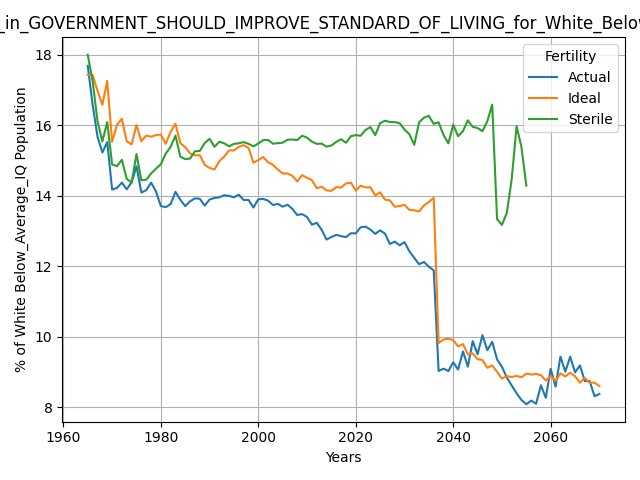 _in_GOVERNMENT_SHOULD_IMPROVE_STANDARD_OF_LIVING_for_White_Below
18
16
14
12
10
8
% of White Below_Average_IQ Population
Fertility
Actual
Ideal
Sterile
1960
1980
2000
2020
2040
2060
Years